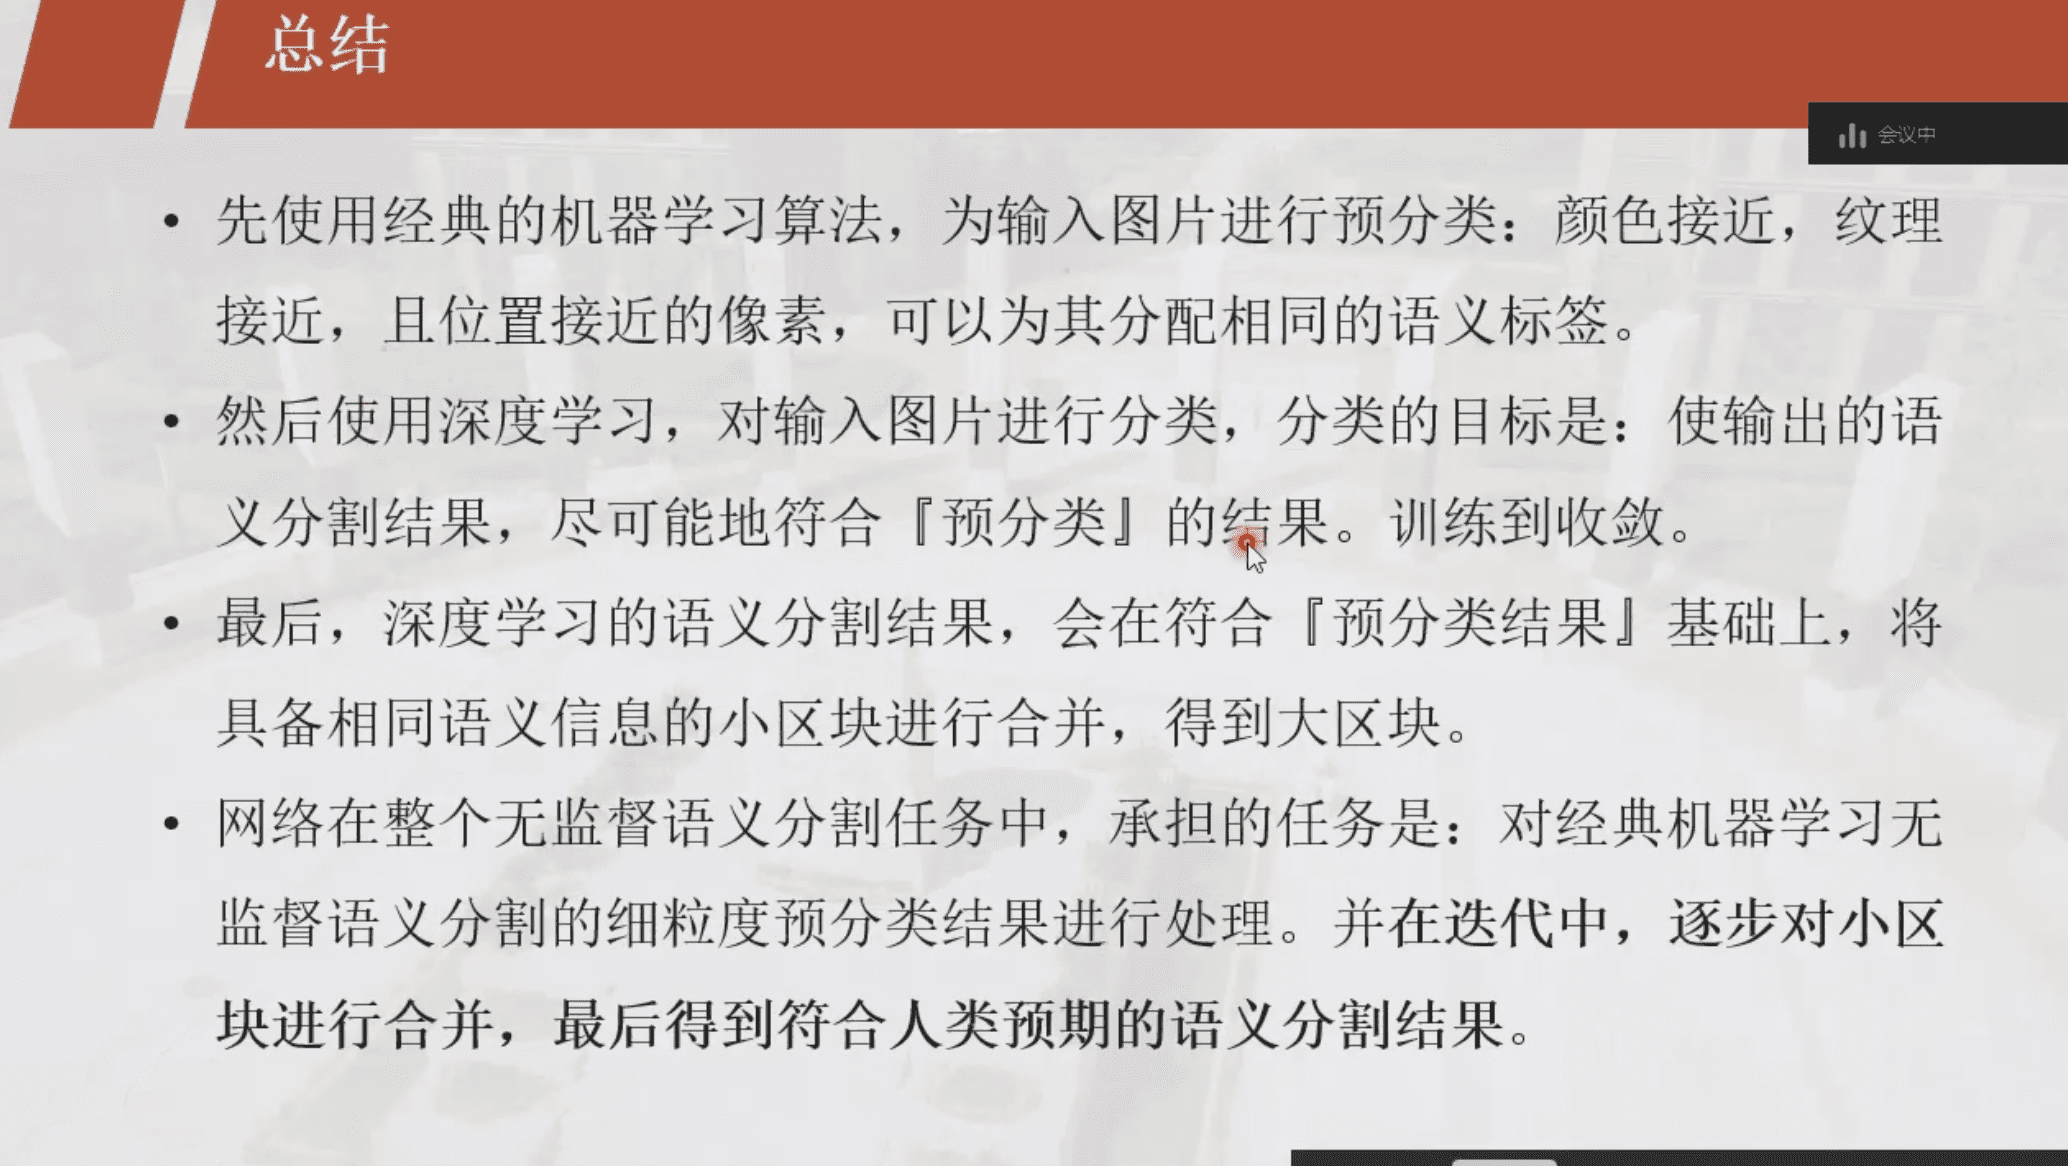 总结
会议中
• 先使用经典的机器学习算法，为输入图片进行预分类：颜色接近，纹理
接近，且位置接近的像素，可以为其分配相同的语义标签。
• 然后使用深度学习，对输入图片进行分类，分类的目标是：使输出的语
义分割结果，尽可能地符合『预分类』的结果。训练到收敛。
• 最后，深度学习的语义分割结果，会在符合『预分类结果』基础上，将
具备相同语义信息的小区块进行合并，得到大区块。
• 网络在整个无监督语义分割任务中，承担的任务是：对经典机器学习无
监督语义分割的细粒度预分类结果进行处理。并在迭代中，逐步对小区
块进行合并，最后得到符合人类预期的语义分割结果。